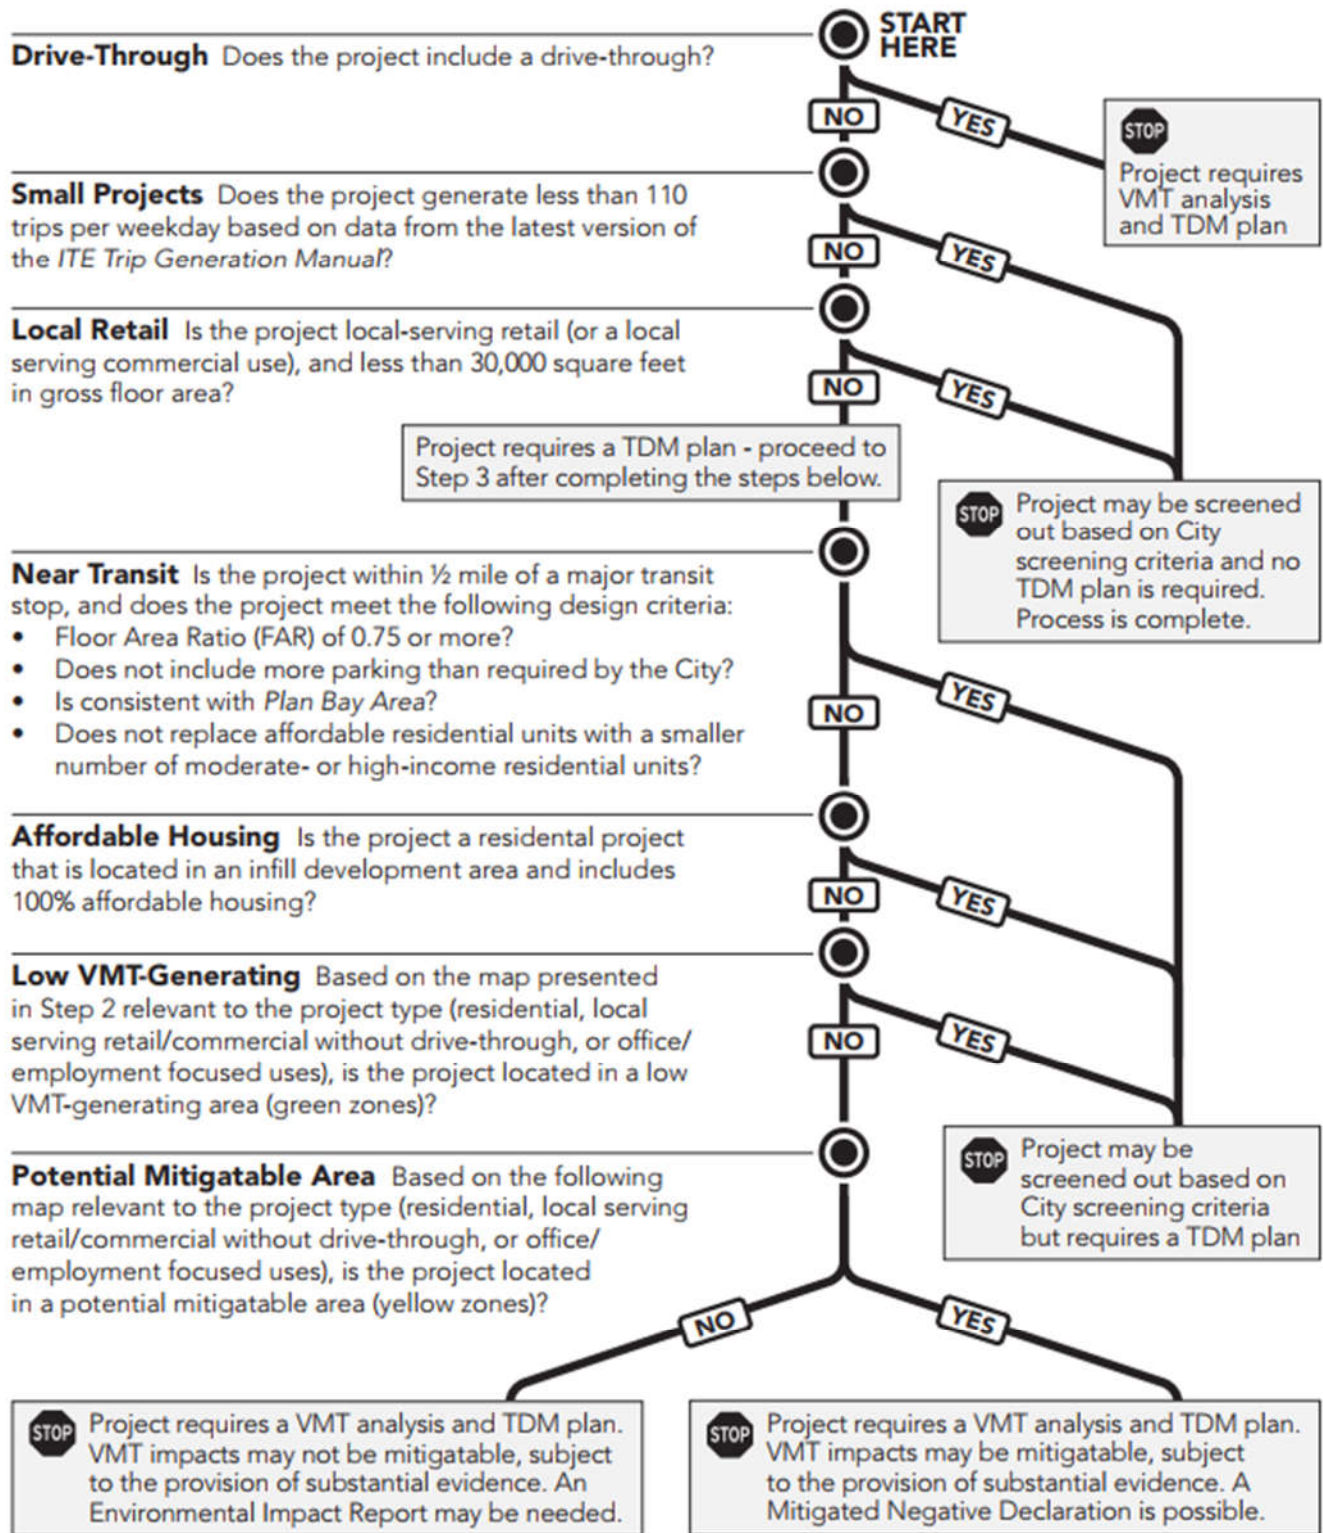 START
HERE
Drive-Through Does the project include a drive-through?
NO
YES
STOP
Project requires
VMT analysis
and TDM plan
Small Projects Does the project generate less than 110
trips per weekday based on data from the latest version of
the ITE Trip Generation Manual?
NO
YES
Local Retail Is the project local-serving retail (or a local
serving commercial use), and less than 30,000 square feet
in gross floor area?
NO
YES
Project requires a TDM plan - proceed to
Step 3 after completing the steps below.
STOP
Project may be screened
out based on City
screening criteria and no
TDM plan is required.
Process is complete.
Near Transit Is the project within ½ mile of a major transit
stop, and does the project meet the following design criteria:
• Floor Area Ratio (FAR) of 0.75 or more?
• Does not include more parking than required by the City?
• Is consistent with Plan Bay Area?
• Does not replace affordable residential units with a smaller
number of moderate- or high-income residential units?
NO
YES
Affordable Housing Is the project a residental project
that is located in an infill development area and includes
100% affordable housing?
NO
YES
Low VMT-Generating Based on the map presented
in Step 2 relevant to the project type (residential, local
serving retail/commercial without drive-through, or office/
employment focused uses), is the project located in a low
VMT-generating area (green zones)?
NO
YES
STOP
Project may be
screened out based on
City screening criteria
but requires a TDM plan
Potential Mitigatable Area Based on the following
map relevant to the project type (residential, local serving
retail/commercial without drive-through, or office/
employment focused uses), is the project located
in a potential mitigatable area (yellow zones)?
NO
YES
STOP
Project requires a VMT analysis and TDM plan.
VMT impacts may not be mitigatable, subject
to the provision of substantial evidence. An
Environmental Impact Report may be needed.
STOP
Project requires a VMT analysis and TDM plan.
VMT impacts may be mitigatable, subject
to the provision of substantial evidence. A
Mitigated Negative Declaration is possible.